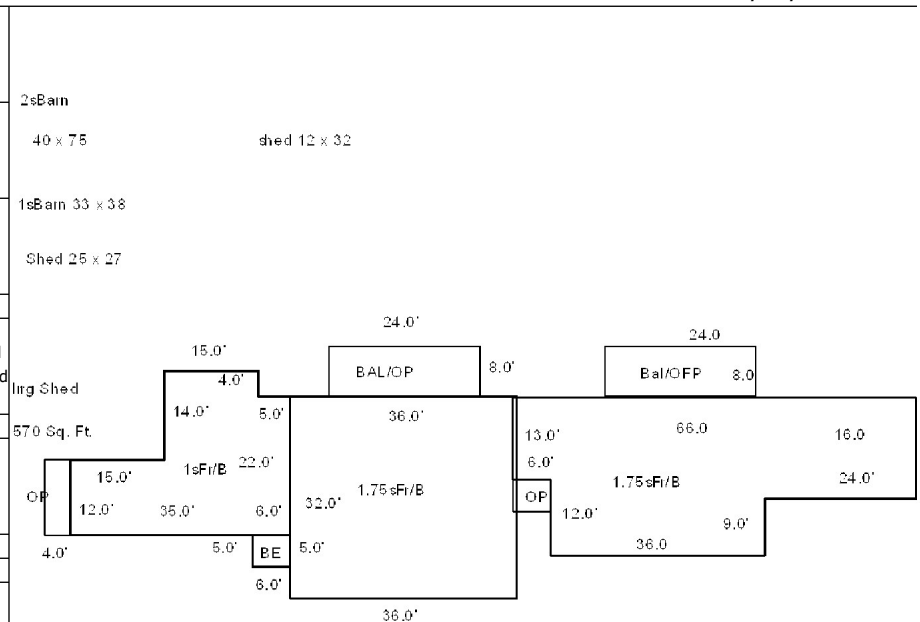 2sBarn
40 x 75
shed 12 x 32
1sBarn 33 x 38
Shed 25 x 27
24.0'
24.0
15.0'
BAL/OP
8.0'
Bal/OFP
8.0
4.0'
d
Irrg Shed
14.0'
5.0'
36.0'
66.0
16.0
570 Sq. Ft.
13.0'
22.0'
6.0'
1sFr/B
15.0'
24.0'
1.75sFr/B
1.75sFr/B
OP
OP
12.0'
35.0'
6.0'
32.0'
12.0'
9.0'
4.0'
5.0'
BE
5.0'
36.0
6.0'
36.0'